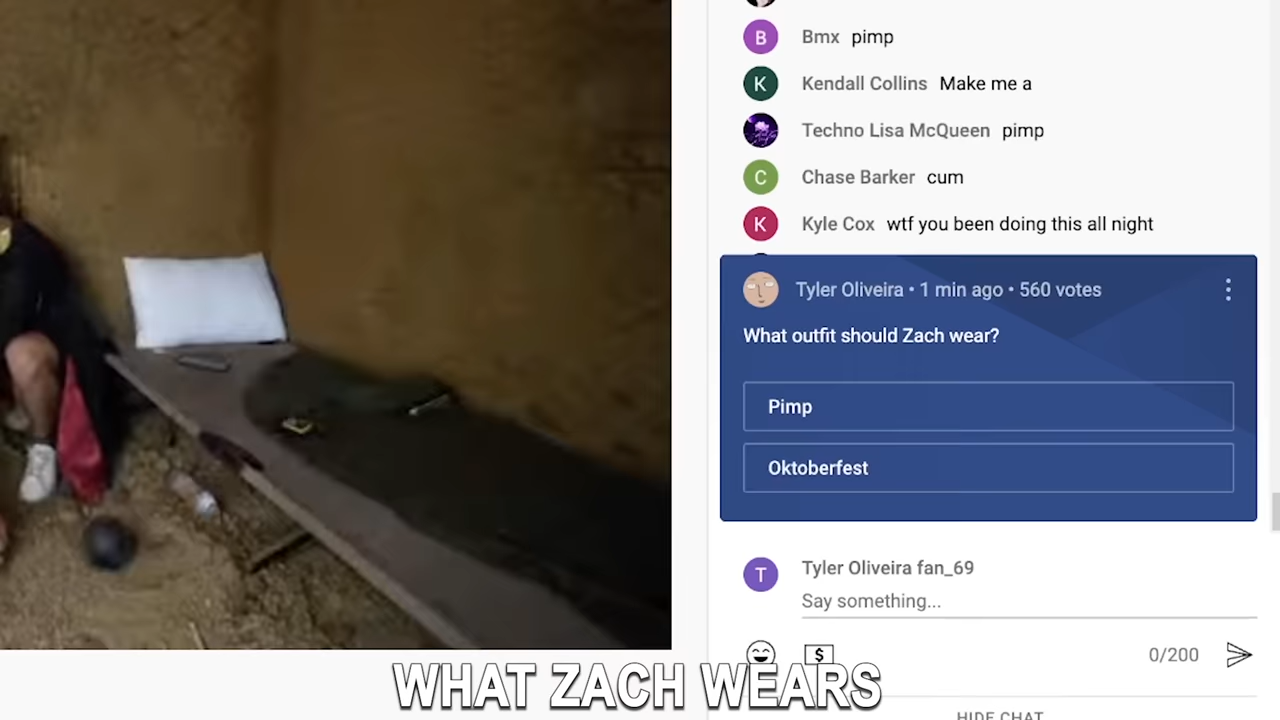 B Bmx pimp
K Kendall Collins Make me a
Techno Lisa McQueen pimp
C Chase Barker cum
K Kyle Cox wtf you been doing this all night
Tyler Oliveira • 1 min ago • 560 votes
What outfit should Zach wear?
Pimp
Oktoberfest
T Tyler Oliveira fan_69
Say something...
$ 0/200
WHAT ZACH WEARS
HIDE CHAT